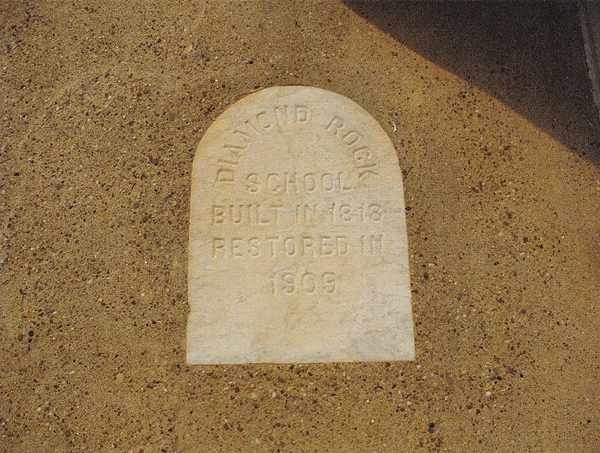 DIAMOND ROCK
SCHOOL
BUILT IN 1818
RESTORED IN
1909